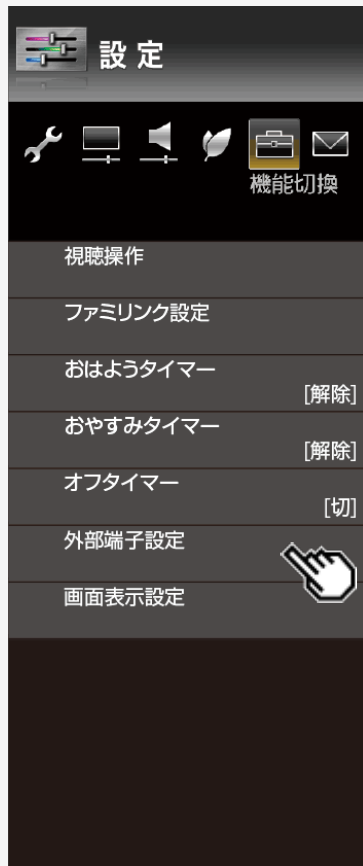 設定
機能切換
視聴操作
ファミリンク設定
おはようタイマー
[解除]
おやすみタイマー
[解除]
オフタイマー
[切]
外部端子設定
画面表示設定